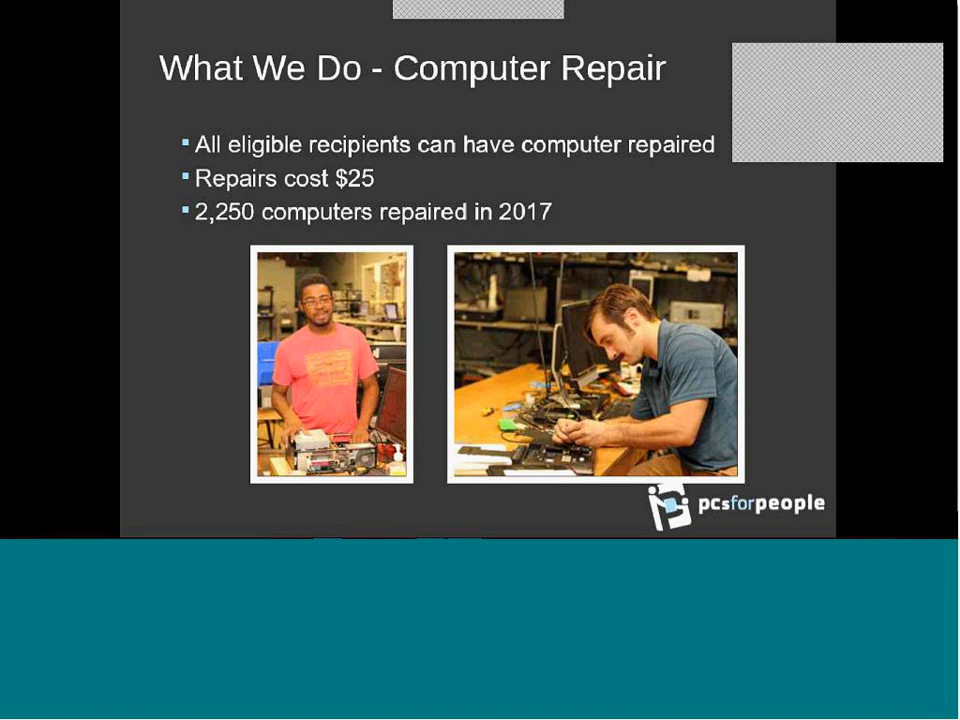 What We Do - Computer Repair
All eligible recipients can have computer repaired
Repairs cost $25
2,250 computers repaired in 2017
pcsforpeople